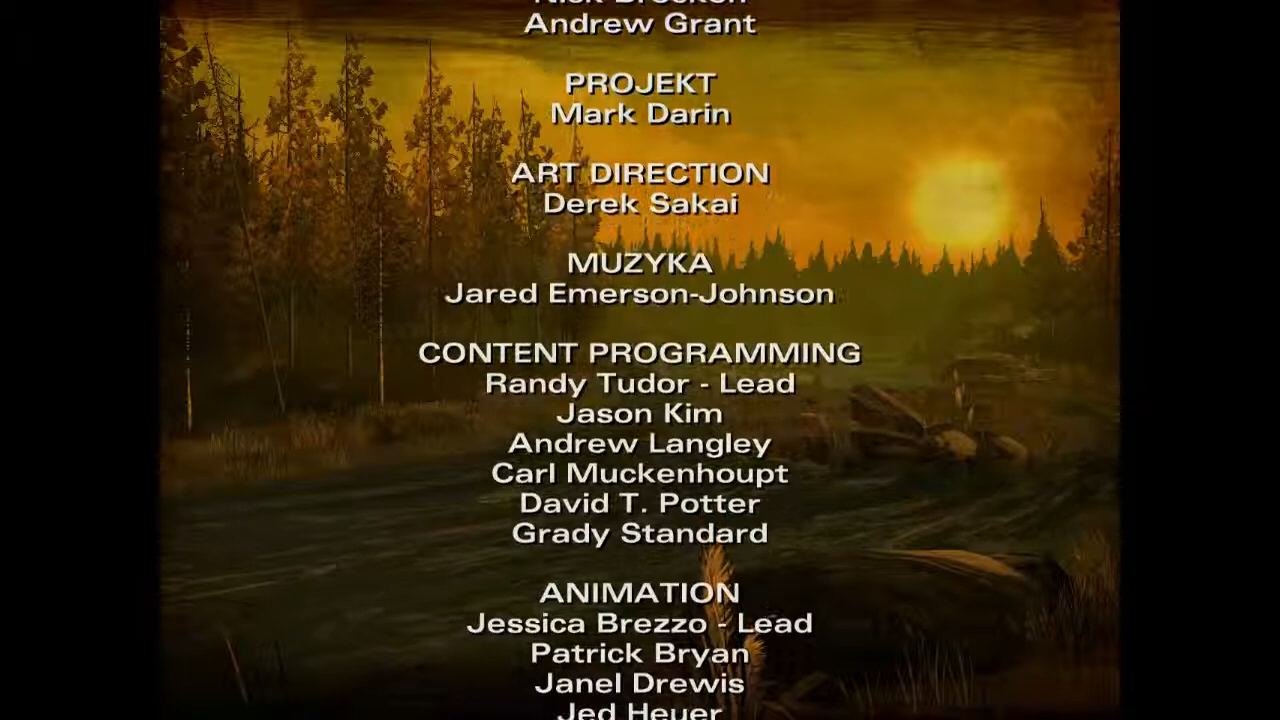 Andrew Grant
PROJEKT
Mark Darin
ART DIRECTION
Derek Sakai
MUZYKA
Jared Emerson-Johnson
CONTENT PROGRAMMING
Randy Tudor - Lead
Jason Kim
Andrew Langley
Carl Muckenhoupt
David T. Potter
Grady Standard
ANIMATION
Jessica Brezzo - Lead
Patrick Bryan
Janel Drewis
Jed Heuer